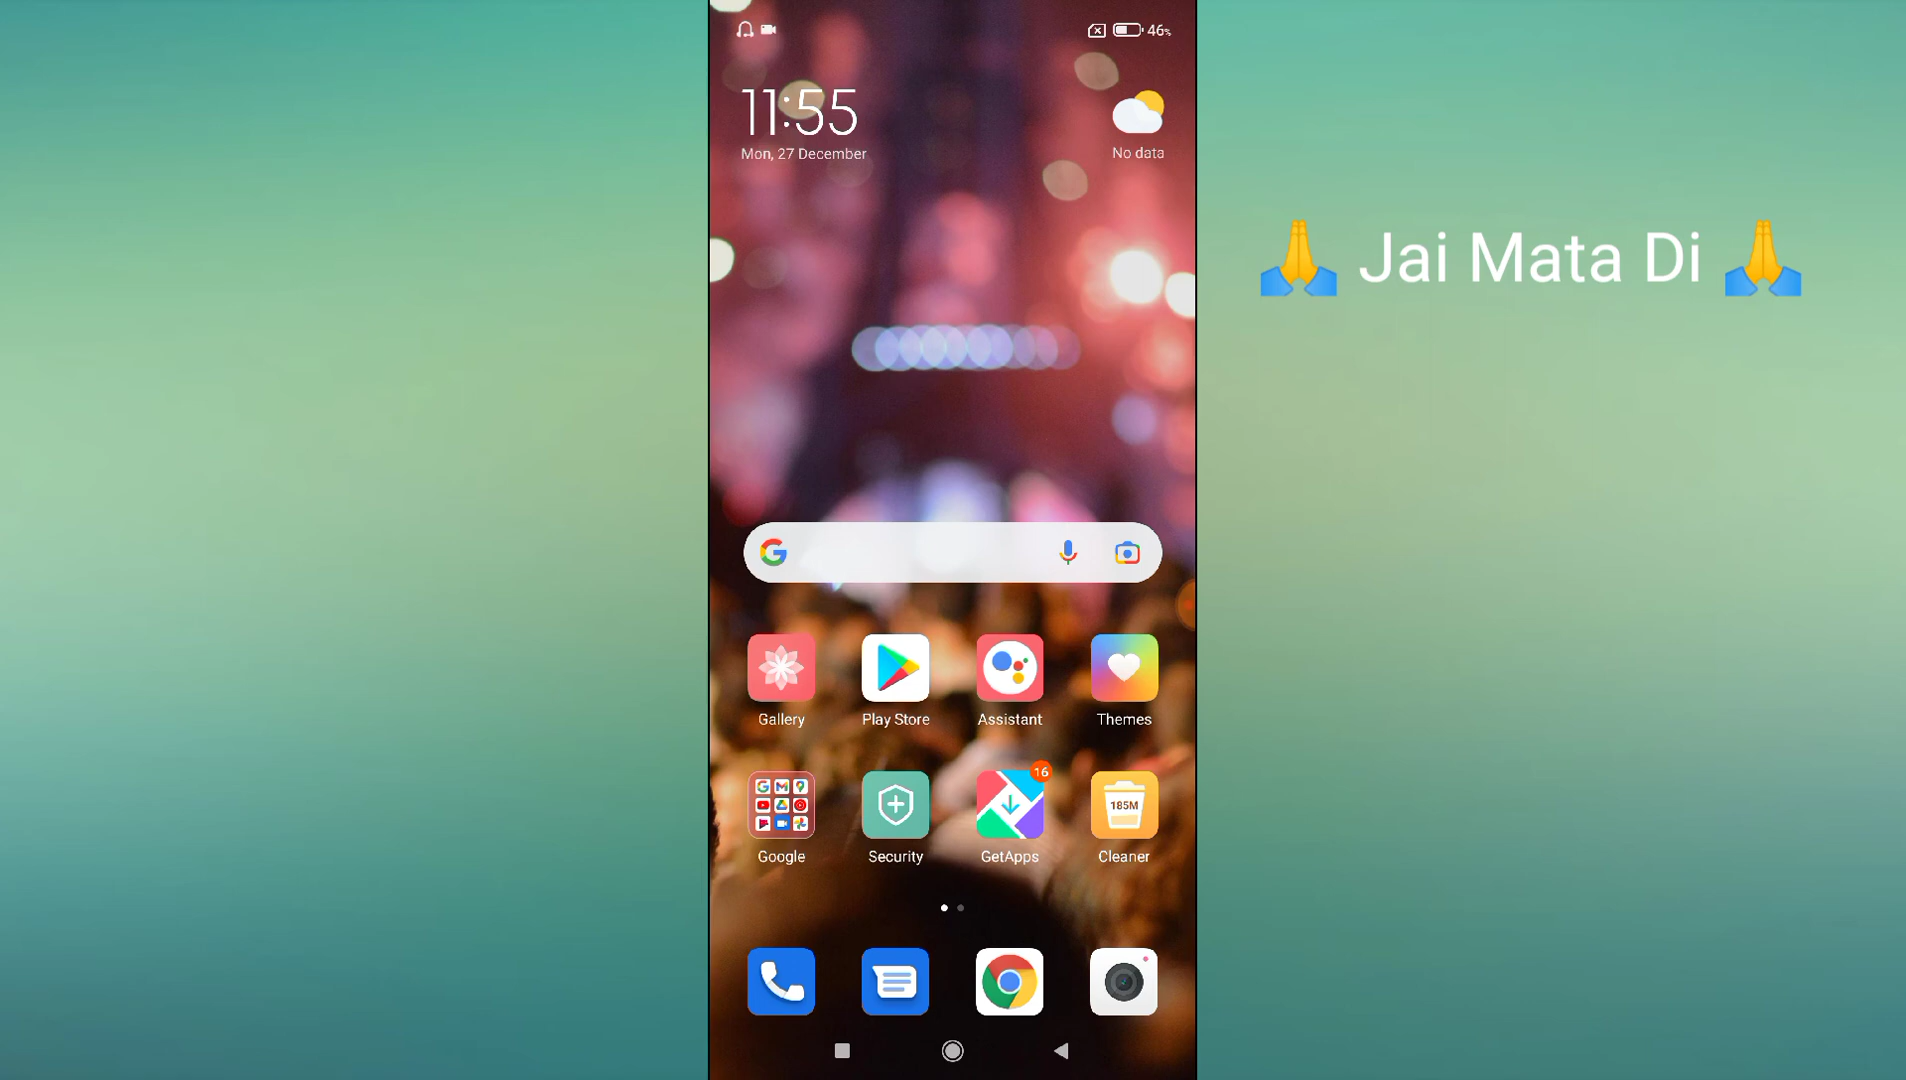 46%
11:55
Mon, 27 December
No data
🙏 Jai Mata Di 🙏
Gallery
Play Store
Assistant
Themes
16
185M
Google
Security
GetApps
Cleaner